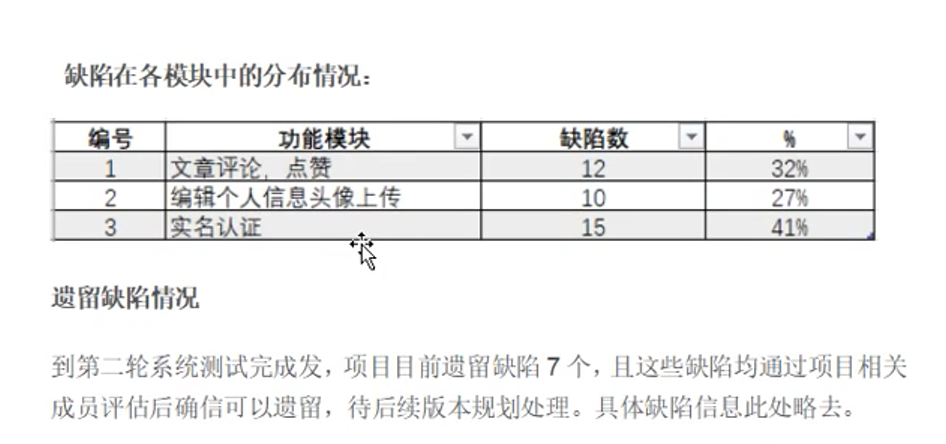 缺陷在各模块中的分布情况：
编号 功能模块 缺陷数 %
1 文章评论，点赞 12 32%
2 编辑个人信息头像上传 10 27%
3 实名认证 15 41%
遗留缺陷情况
到第二轮系统测试完成发，项目目前遗留缺陷 7 个，且这些缺陷均通过项目相关
成员评估后确信可以遗留，待后续版本规划处理。具体缺陷信息此处略去。